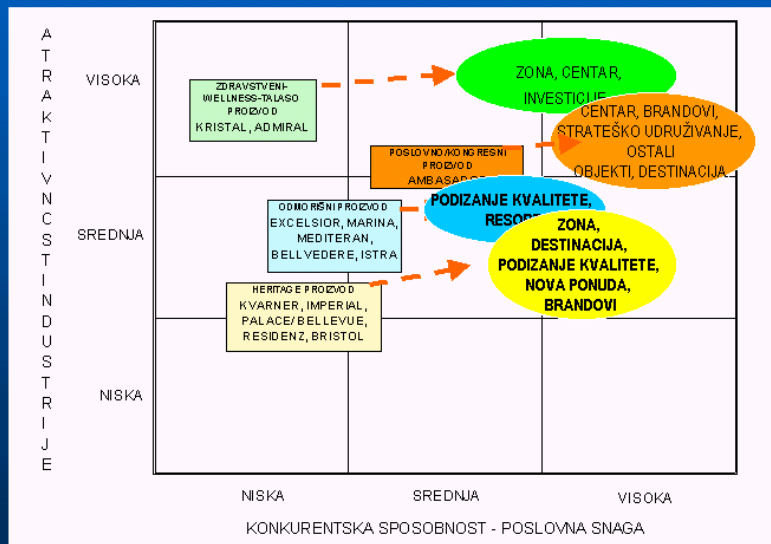 ATRAKTIVNOST INDUSTRIJE
VISOKA
ZDRAVSTVENI-
WELLNESS-TALASO
PROIZVOD
KRISTAL, ADMIRAL
ZONA, CENTAR,
INVESTICIJE
CENTAR, BRANDOVI,
STRATEŠKO UDRUŽIVANJE,
OSTALI
OBJEKTI, DESTINACIJA
POSLOVNO/KONGRESNI
PROIZVOD
SREDNJA
ODMORIŠNI PROIZVOD
EXCELSIOR, MARINA,
MEDITERAN,
BELLVEDERE, ISTRA
PODIZANJE KVALITETE,
ZONA,
DESTINACIJA,
PODIZANJE KVALITETE,
NOVA PONUDA,
BRANDOVI
HERITAGE PROIZVOD
KVARNER, IMPERIAL,
PALACE/BELLEVUE,
RESIDENZ, BRISTOL
NISKA
NISKA
SREDNJA
VISOKA
KONKURENTSKA SPOSOBNOST - POSLOVNA SNAGA